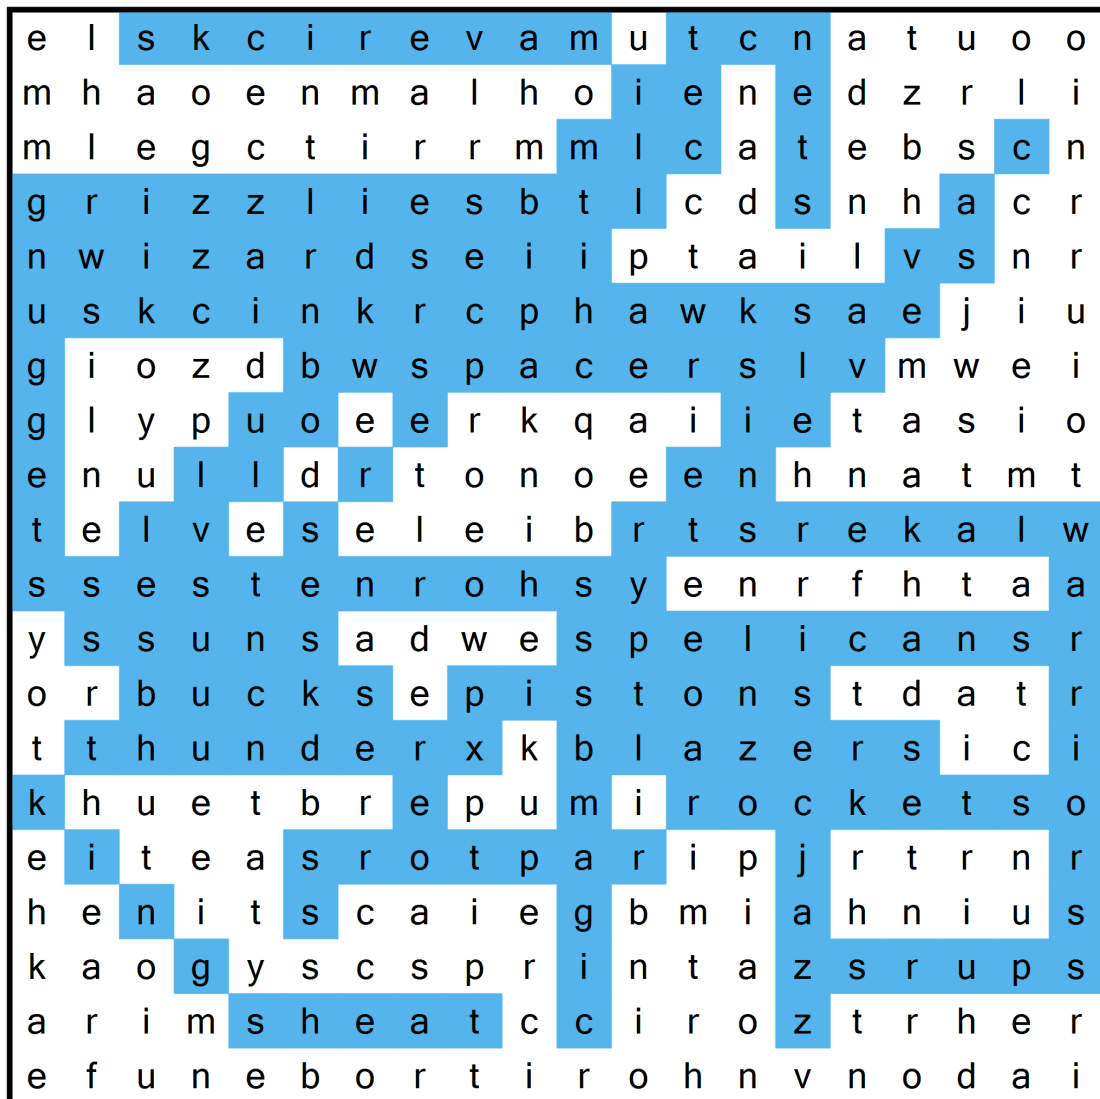 e l s k c i r e v a m u t c n a t u o o
m h a o e n m a l h o i e n e d z r l i
m l e g c t i r r m m l c a t e b s c n
g r i z z l i e s b t l c d s n h a c r
n w i z a r d s e i i p t a i l v s n r
u s k c i n k r c p h a w k s a e j i u
g i o z d b w s p a c e r s l v m w e i
g l y p u o e e r k q a i i e t a s i o
e n u l l d r t o n o e e n h n a t m t
t e l v e s e l e i b r t s r e k a l w
s s e s t e n r o h s y e n r f h t a a
y s s u n s a d w e s p e l i c a n s r
o r b u c k s e p i s t o n s t d a t r
t t h u n d e r x k b l a z e r s i c i
k h u e t b r e p u m i r o c k e t s o
e i t e a s r o t p a r i p j r t r n r
h e n i t s c a i e g b m i a h n i u s
k a o g y s c s p r i n t a z s r u p s
a r i m s h e a t c c i r o z t r h e r
e f u n e b o r t i r o h n v n o d a i